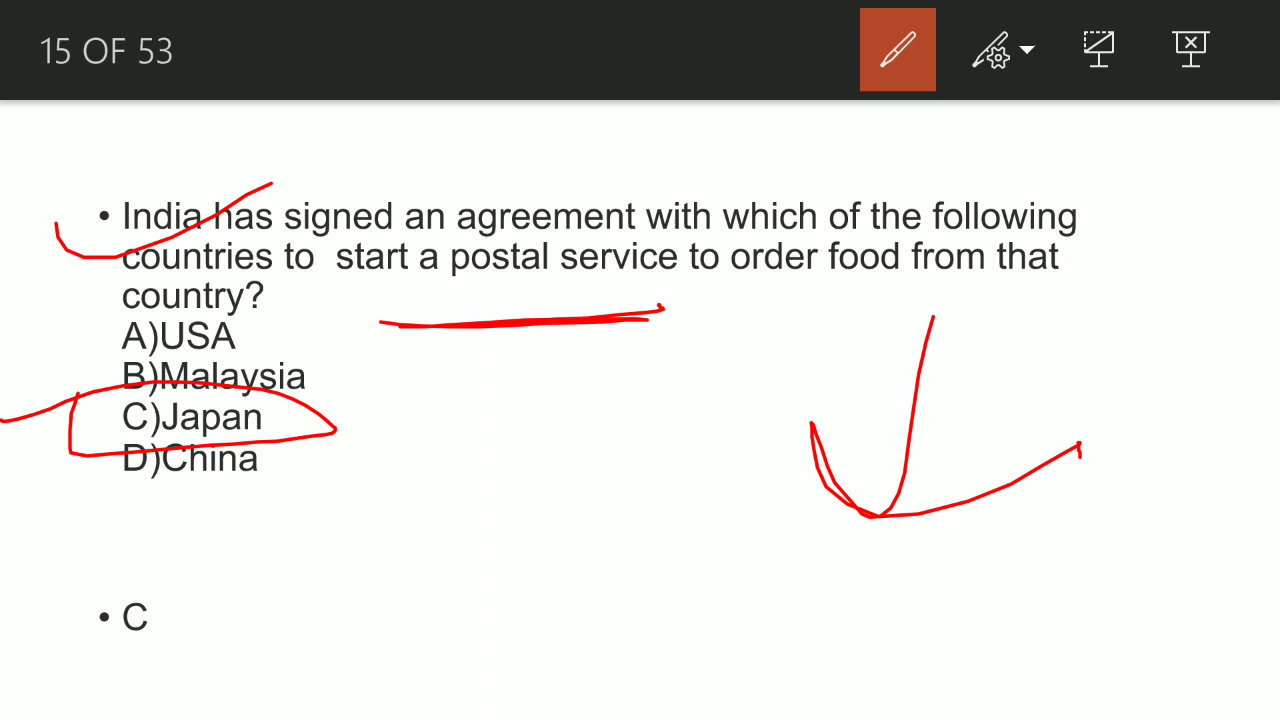 15 OF 53
• India has signed an agreement with which of the following
countries to  start a postal service to order food from that
country?
A)USA
B)Malaysia
C)Japan
D)China
• C